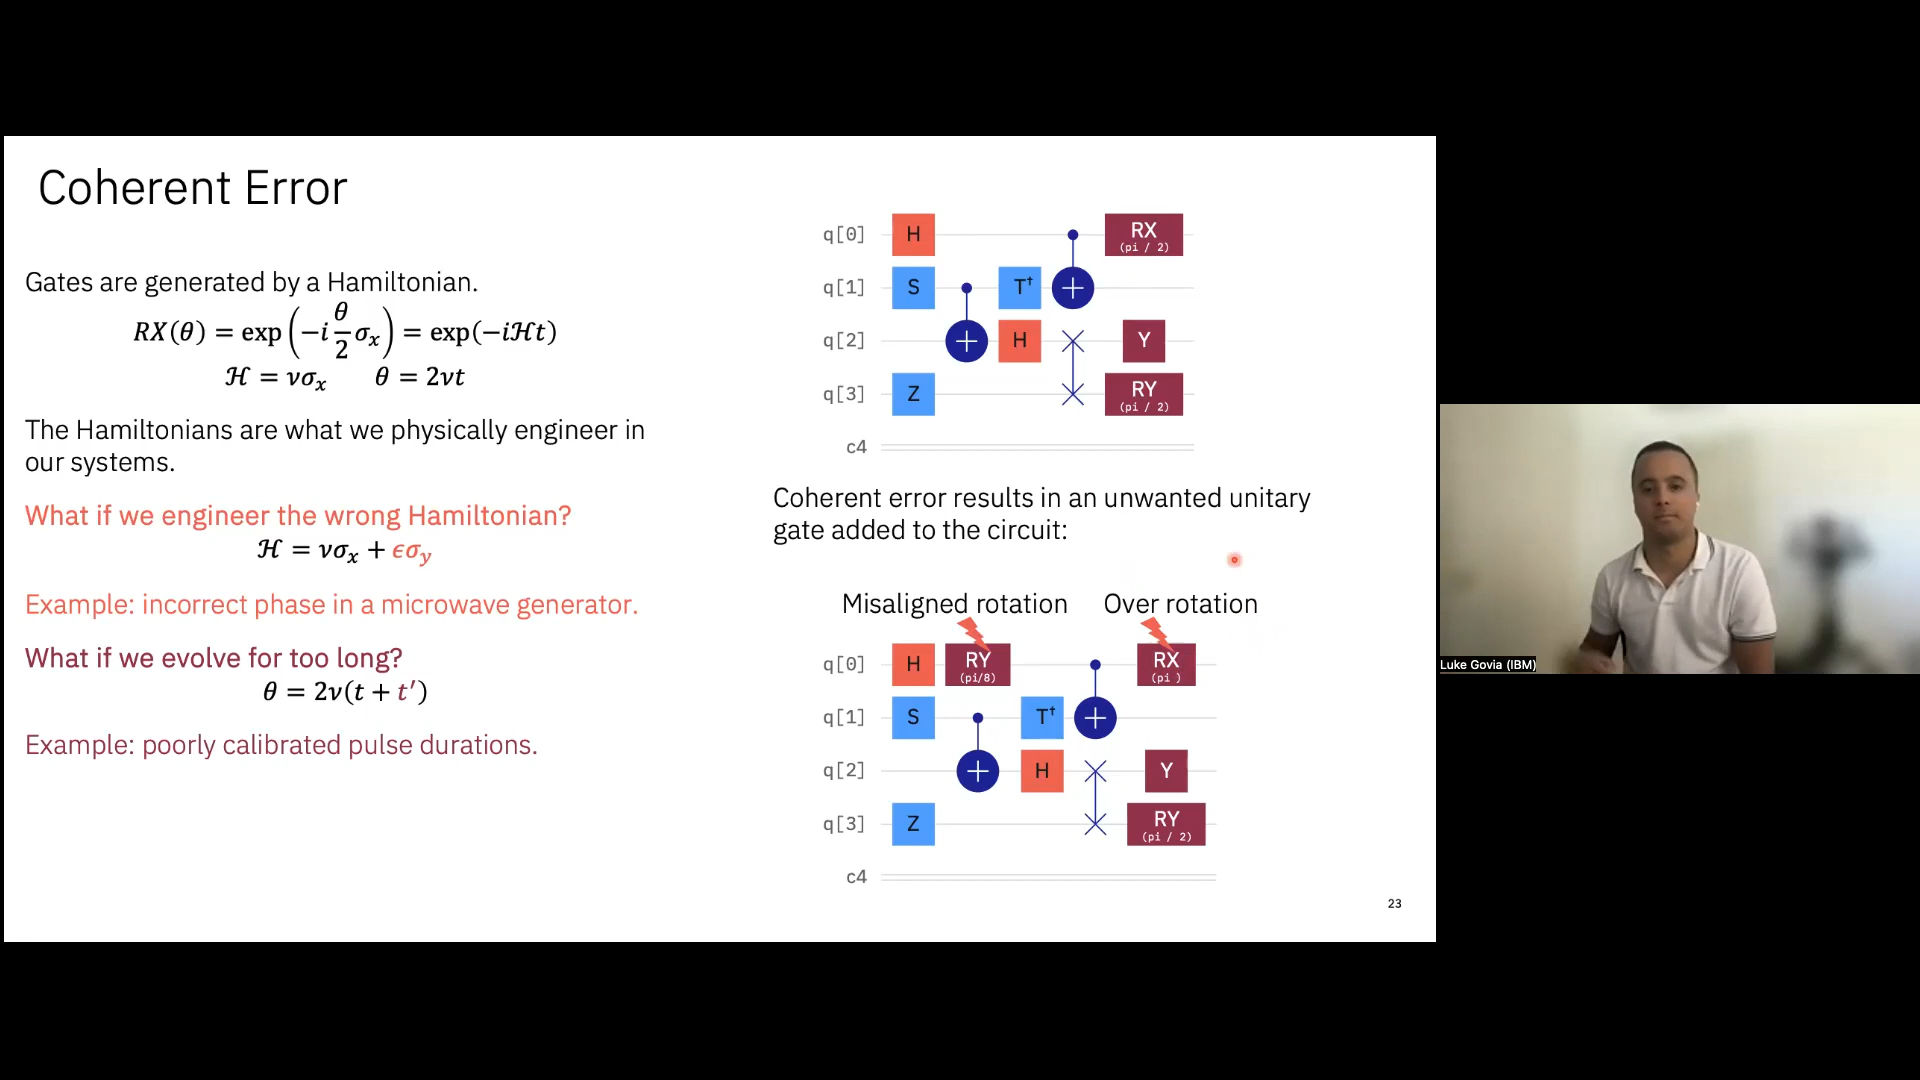 Coherent Error
Gates are generated by a Hamiltonian.
RX(θ) = exp(−i θ/2 σₓ) = exp(−iℋt)
ℋ = νσₓ θ = 2νt
The Hamiltonians are what we physically engineer in
our systems.
What if we engineer the wrong Hamiltonian?
ℋ = νσₓ + ϵσ_y
Example: incorrect phase in a microwave generator.
What if we evolve for too long?
θ = 2ν(t + t′)
Example: poorly calibrated pulse durations.
q[0] H RX
(pi / 2)
q[1] S T†
q[2] H Y
q[3] Z RY
(pi / 2)
c4
Coherent error results in an unwanted unitary
gate added to the circuit:
Misaligned rotation Over rotation
q[0] H RY RX
(pi/8) (pi )
q[1] S T†
q[2] H Y
q[3] Z RY
(pi / 2)
c4
23
Luke Govia (IBM)